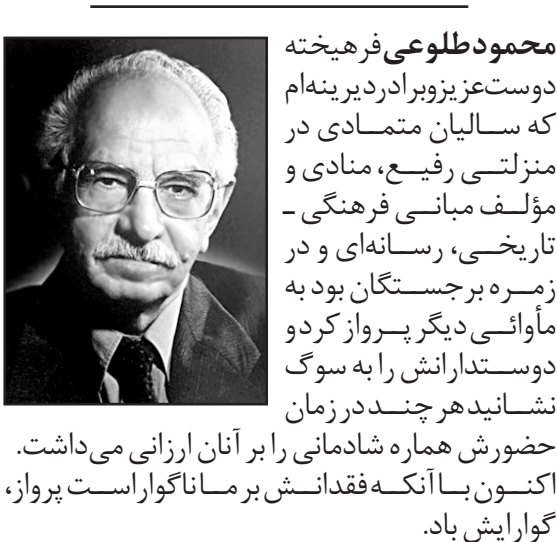 محمود طلوعی فرهیخته
دوست عزیز و برادر دیرینه‌ام
که سالیان متمادی در
منزلتی رفیع، منادی و
مؤلف مبانی فرهنگی ـ
تاریخی، رسانه‌ای و در
زمره برجستگان بود به
مأوائی دیگر پرواز کرد و
دوستدارانش را به سوگ
نشانید هر چند در زمان
حضورش هماره شادمانی را بر آنان ارزانی می‌داشت.
اکنون با آنکه فقدانش بر ما ناگوار است پرواز،
گوارایش باد.